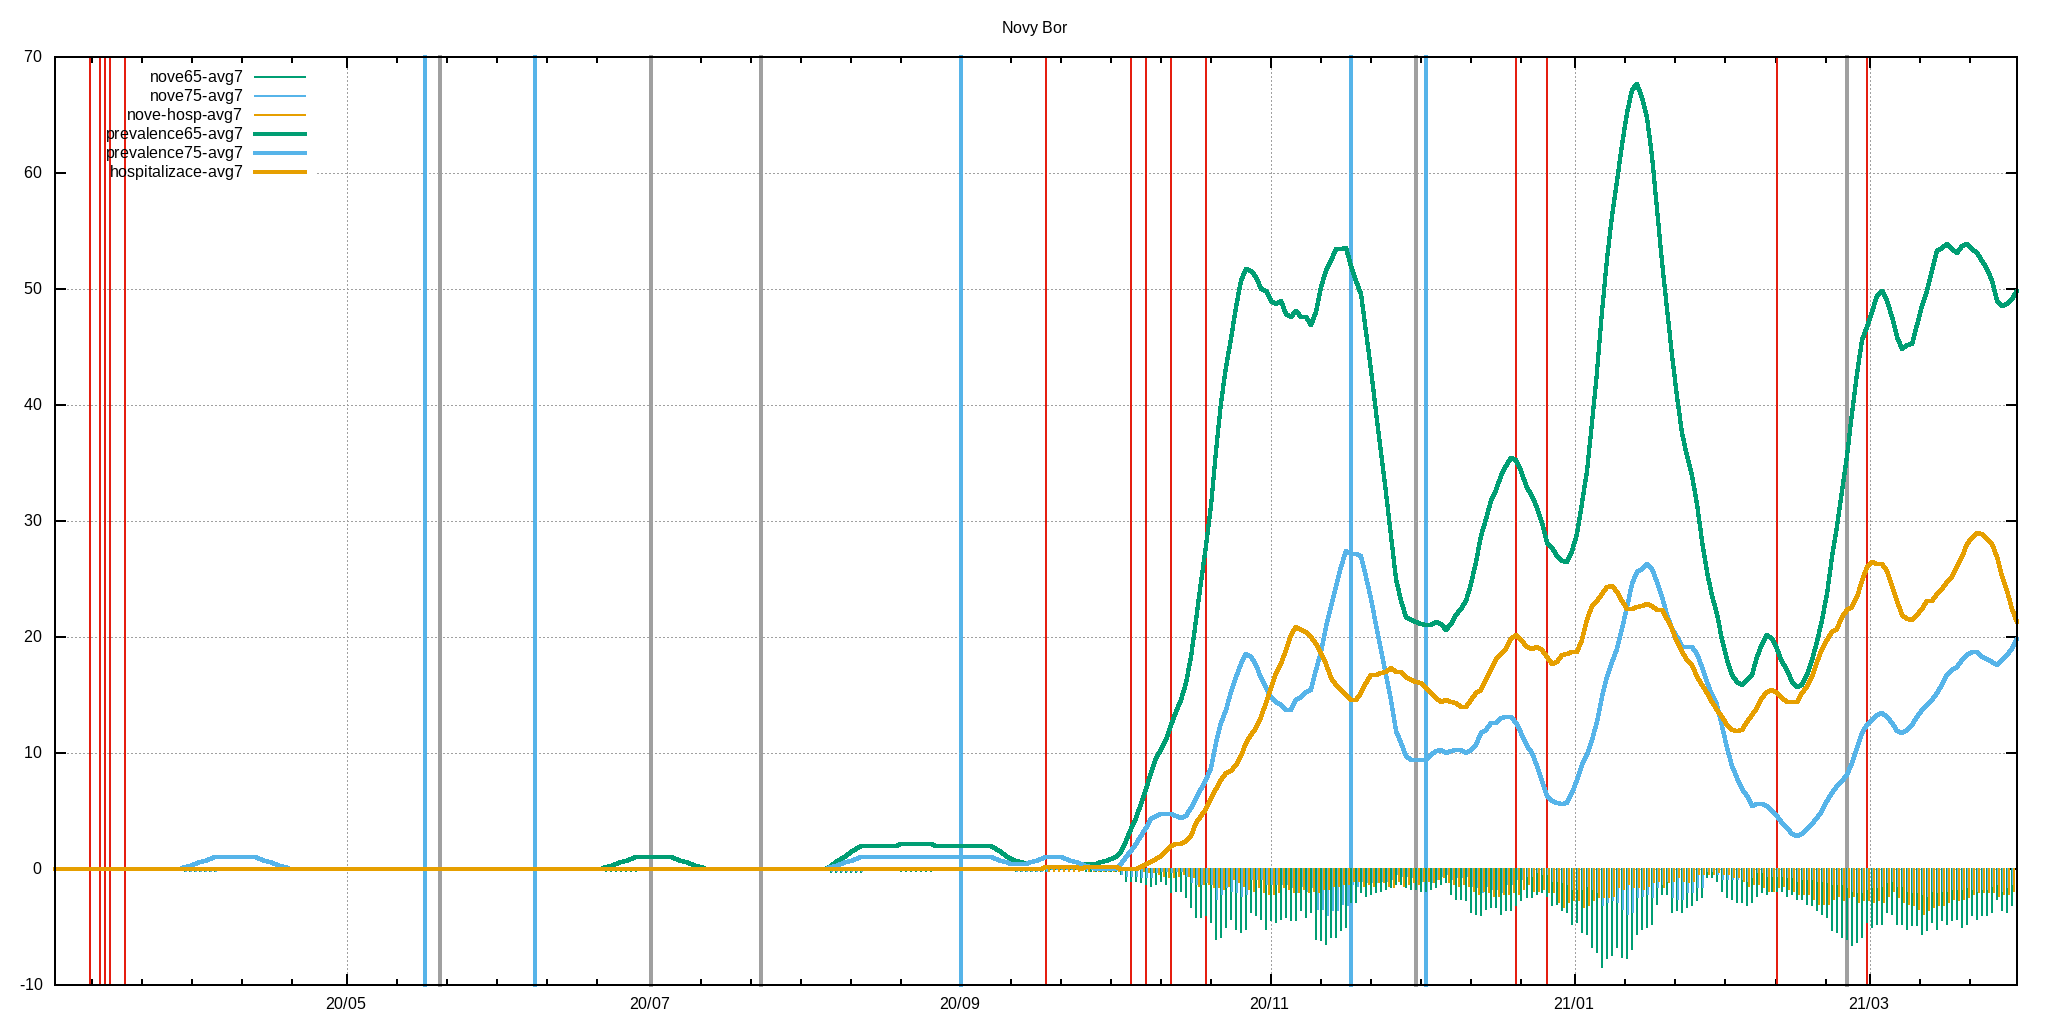 Novy Bor
70
nove65-avg7
nove75-avg7
nove-hosp-avg7
prevalence65-avg7
prevalence75-avg7
hospitalizace-avg7
60
50
40
30
20
10
0
-10
20/05 20/07 20/09 20/11 21/01 21/03